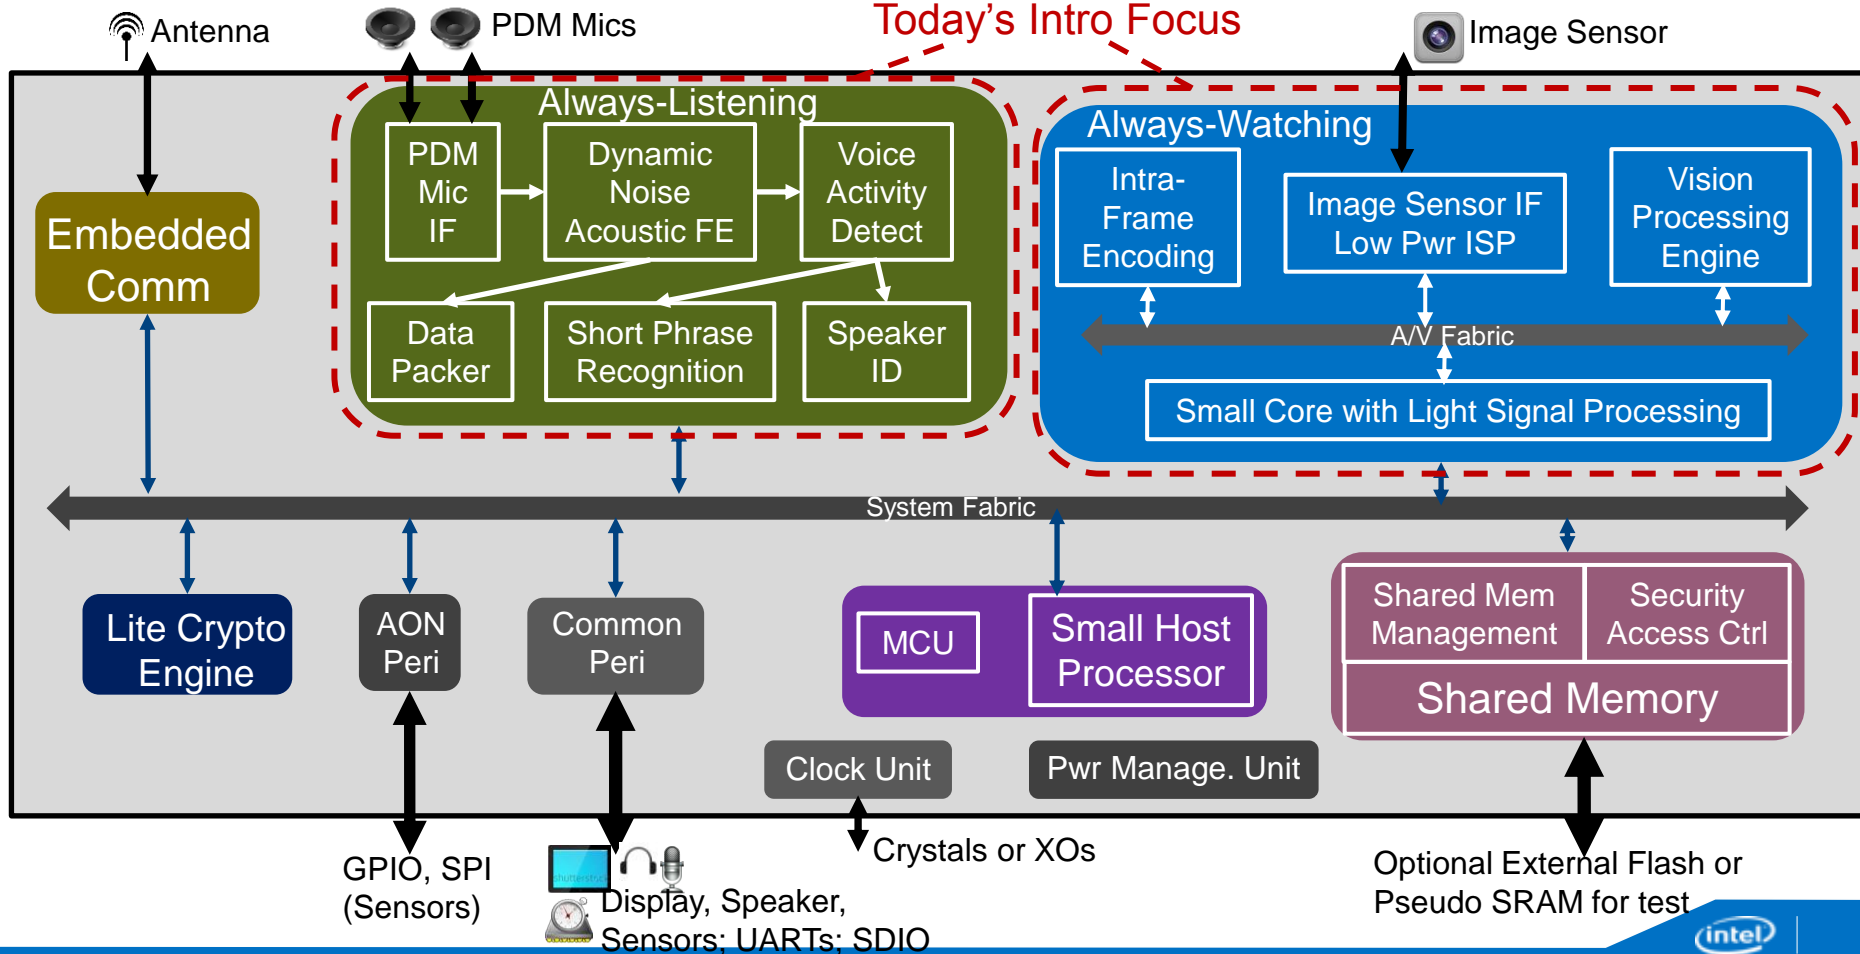 Today's Intro Focus
Antenna
PDM Mics
Image Sensor
Always-Listening
PDM
Mic
IF
Dynamic
Noise
Acoustic FE
Voice
Activity
Detect
Data
Packer
Short Phrase
Recognition
Speaker
ID
Always-Watching
Intra-
Frame
Encoding
Image Sensor IF
Low Pwr ISP
Vision
Processing
Engine
A/V Fabric
Small Core with Light Signal Processing
Embedded
Comm
System Fabric
Lite Crypto
Engine
AON
Peri
Common
Peri
MCU
Small Host
Processor
Shared Mem
Management
Security
Access Ctrl
Shared Memory
Clock Unit
Pwr Manage. Unit
GPIO, SPI
(Sensors)
shutterstock
Display, Speaker,
Sensors; UARTs; SDIO
Crystals or XOs
Optional External Flash or
Pseudo SRAM for test
intel